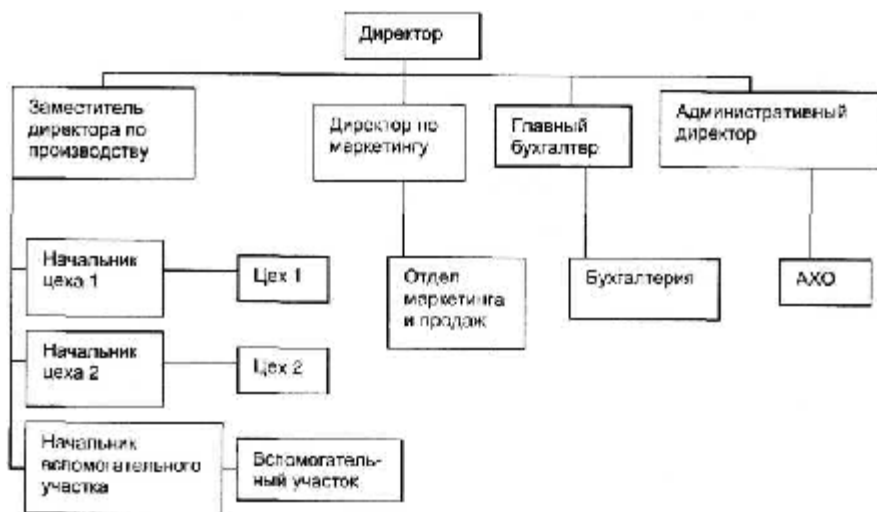 Директор
Заместитель
директора по
производству
Директор по
маркетингу
Главный
бухгалтер
Административный
директор
Начальник
цеха 1
Цех 1
Отдел
маркетинга
и продаж
Бухгалтерия
АХО
Начальник
цеха 2
Цех 2
Начальник
вспомогательного
участка
Вспомогатель-
ный участок